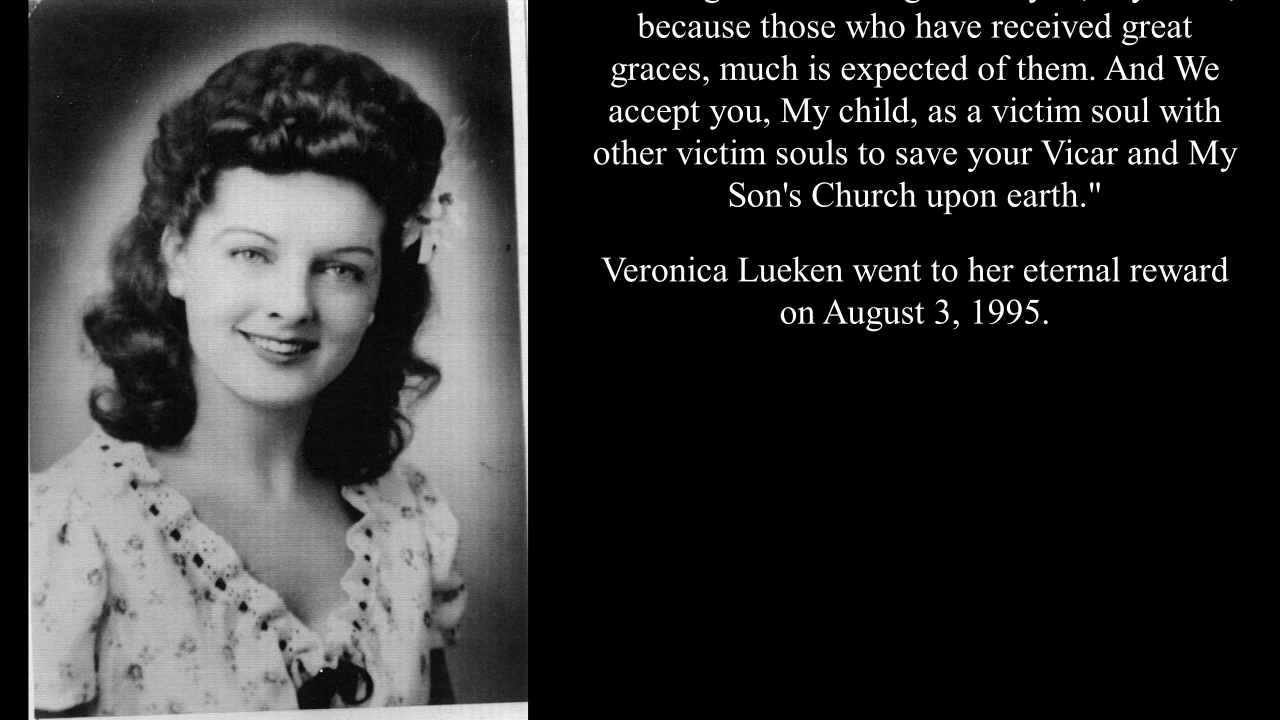 because those who have received great
graces, much is expected of them. And We
accept you, My child, as a victim soul with
other victim souls to save your Vicar and My
Son's Church upon earth."
Veronica Lueken went to her eternal reward
on August 3, 1995.